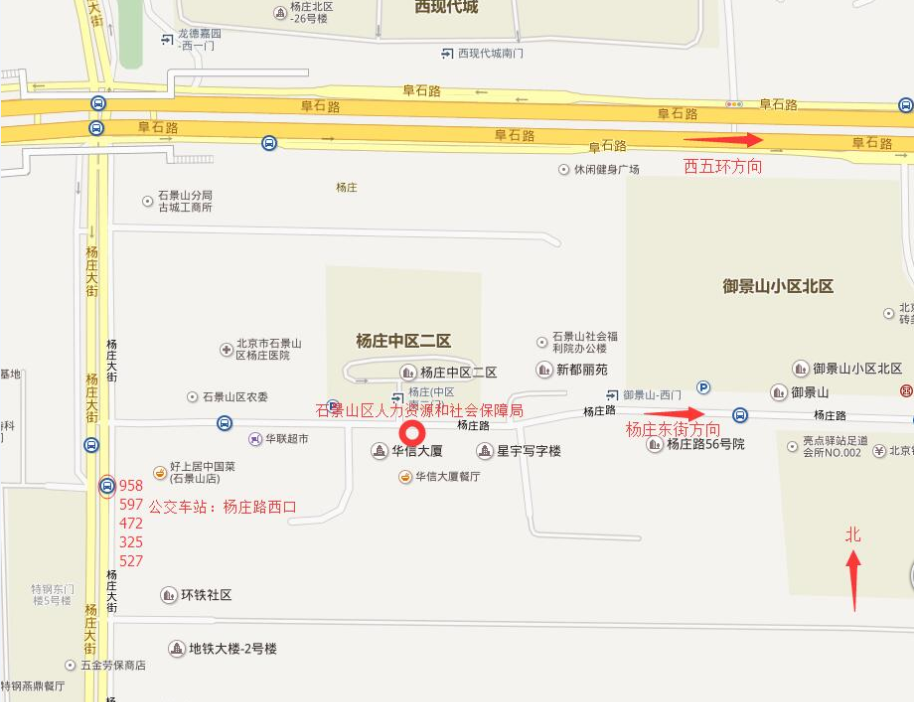 大街
杨庄北区
-26号楼
西现代城
龙德嘉园
-西一门
西现代城南门
阜石路
阜石路
阜石路
阜石路
阜石路
阜石路
阜石路
阜石路
西五环方向
休闲健身广场
杨庄
石景山分局
古城工商所
杨庄大街
御景山小区北区
杨庄大街
北京市石景山
区杨庄医院
杨庄中区二区
石景山社会福
利院办公楼
基地
杨庄中区二区
新都丽苑
御景山小区北区
杨庄大街
石景山区农委
杨庄(中区
御景山-西门
御景山
石景山区人力资源和社会保障局
杨庄路
杨庄路
杨庄路
杨庄东街方向
华联超市
华信大厦
星宇写字楼
杨庄路56号院
亮点驿站足道
会所NO.002
好上居中国菜
(石景山店)
华信大厦餐厅
958
597
472
325
527
公交车站：杨庄路西口
北
特钢东门
楼5号楼
杨庄大街
环铁社区
杨庄大街
地铁大楼-2号楼
五金劳保商店
特钢燕鼎餐厅
杨